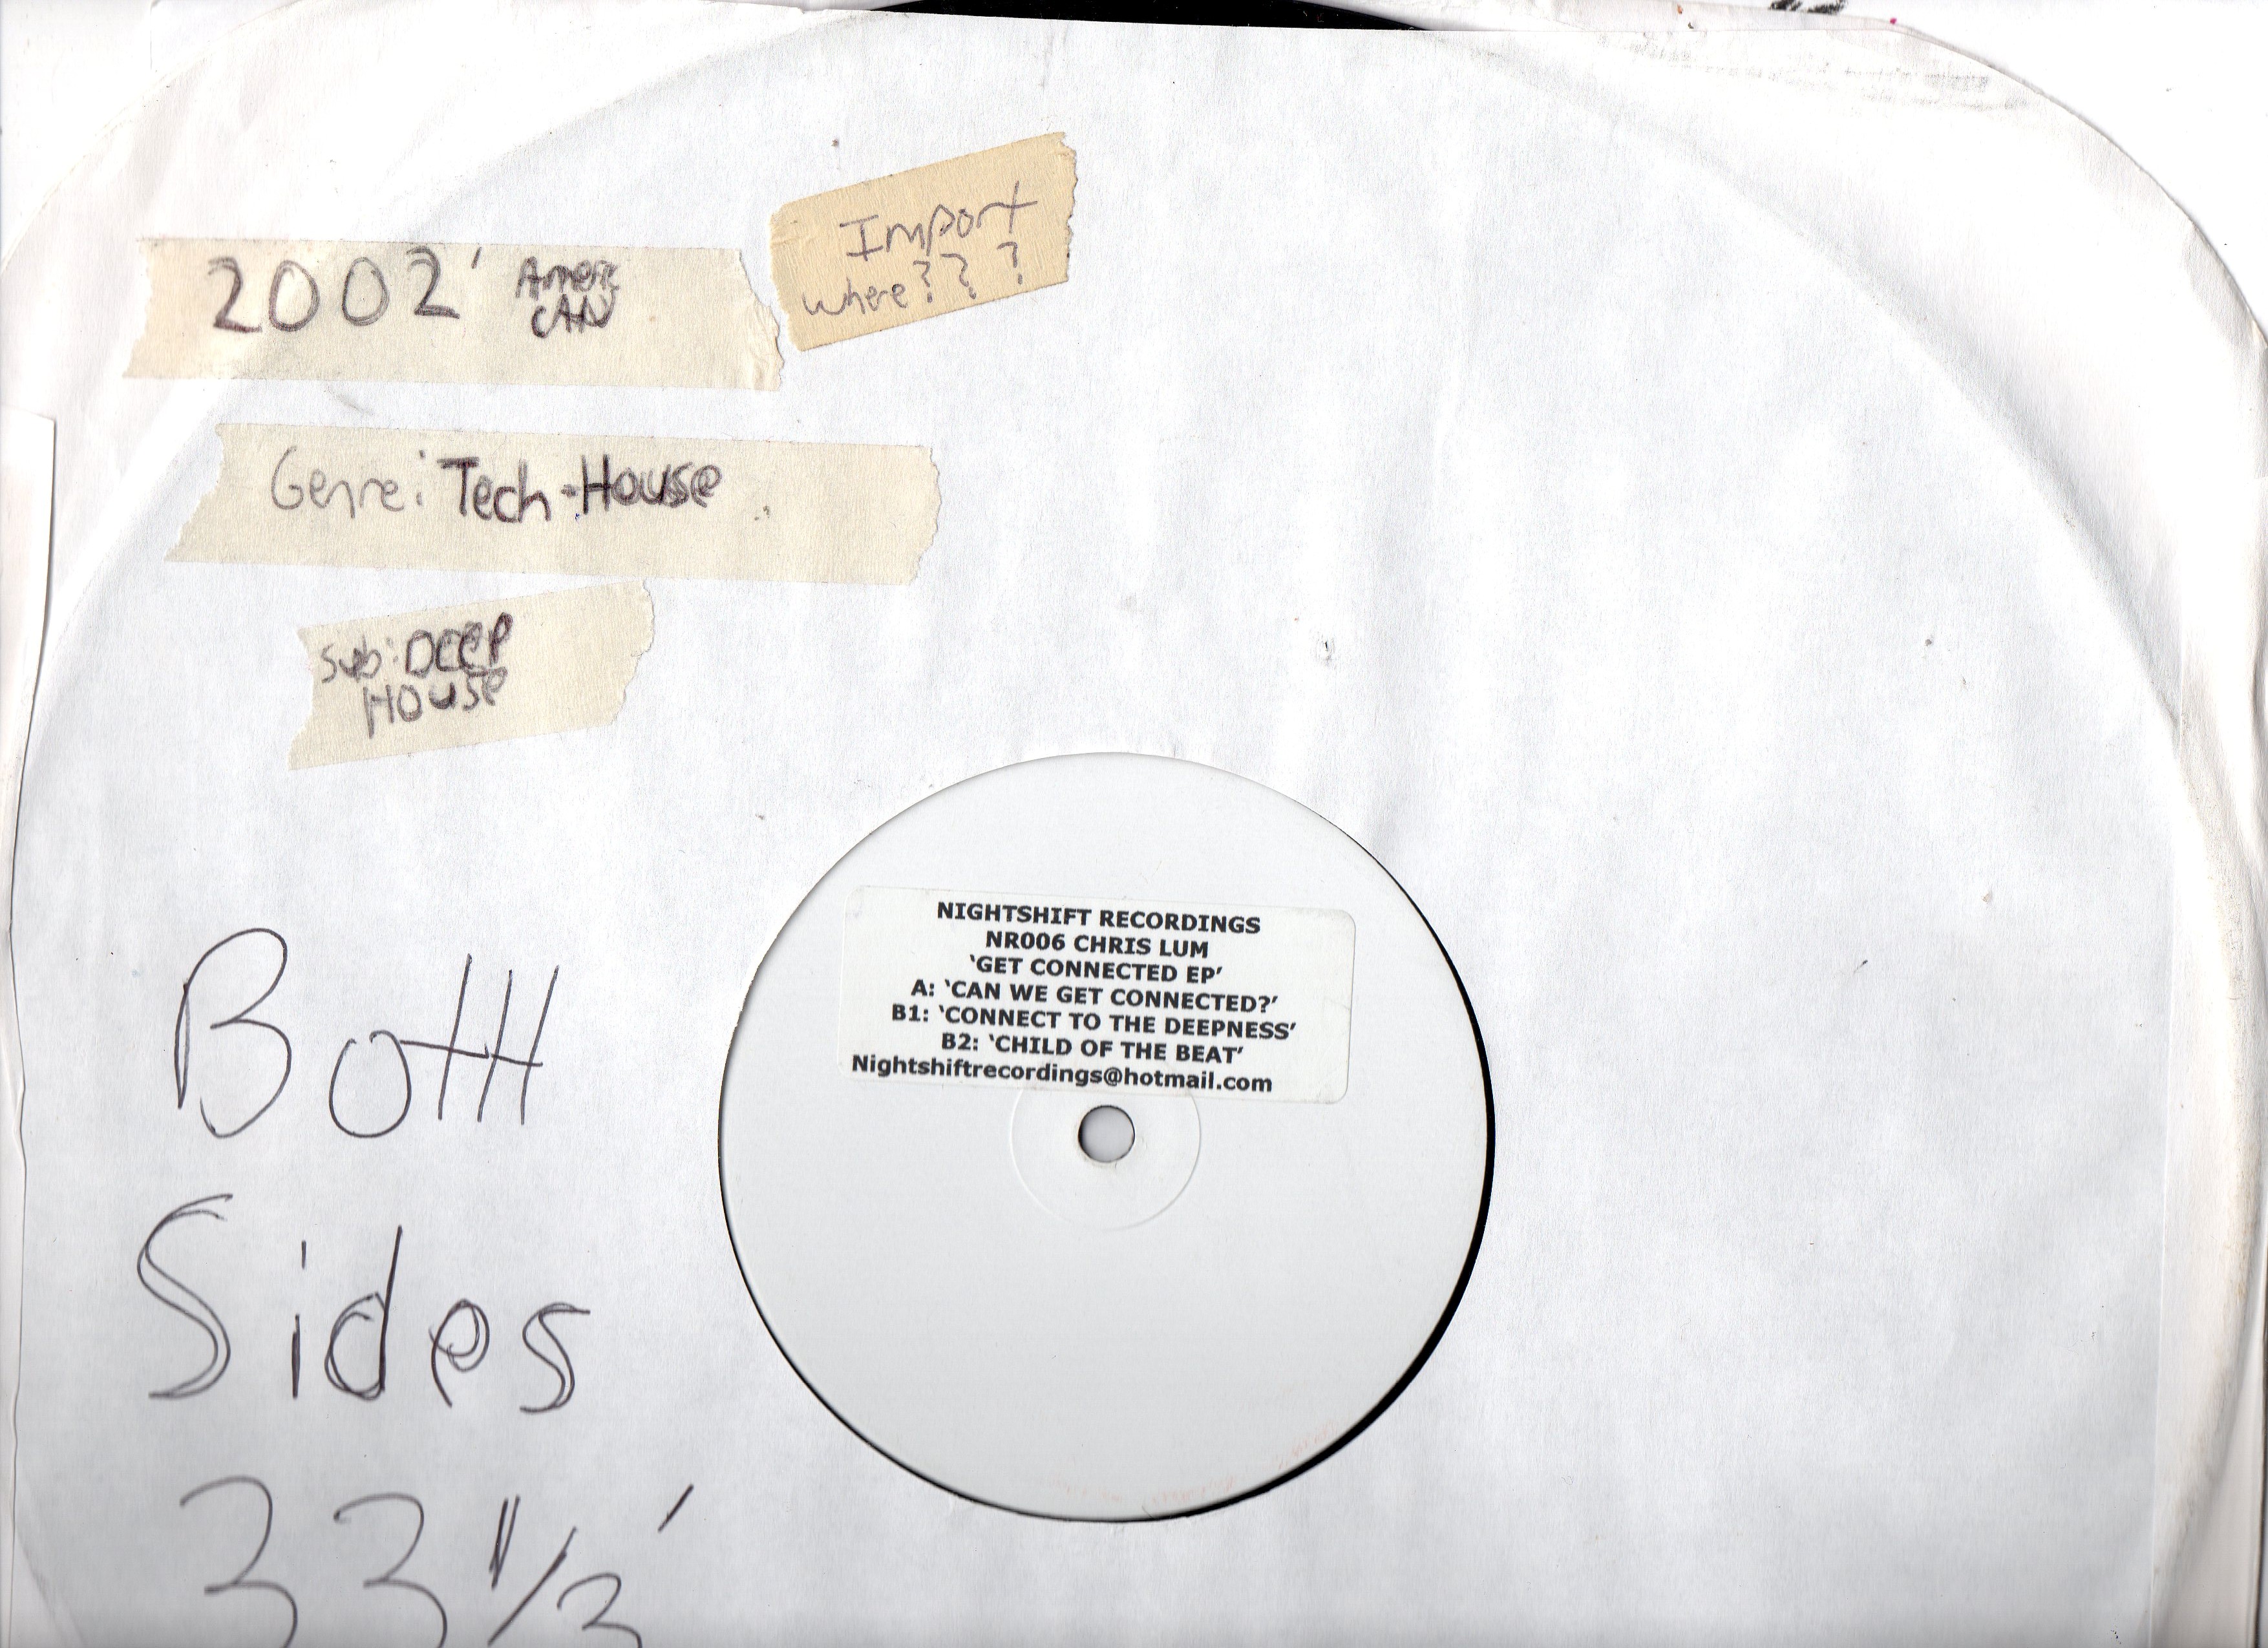 2002' AMERI
CAN
Import
where???
Genre: Tech-House
Sub: DEEP
HOUSE
NIGHTSHIFT RECORDINGS
NR006 CHRIS LUM
‘GET CONNECTED EP’
A: ‘CAN WE GET CONNECTED?’
B1: ‘CONNECT TO THE DEEPNESS’
B2: ‘CHILD OF THE BEAT’
Nightshiftrecordings@hotmail.com
BotH
Sides
33 1/3'